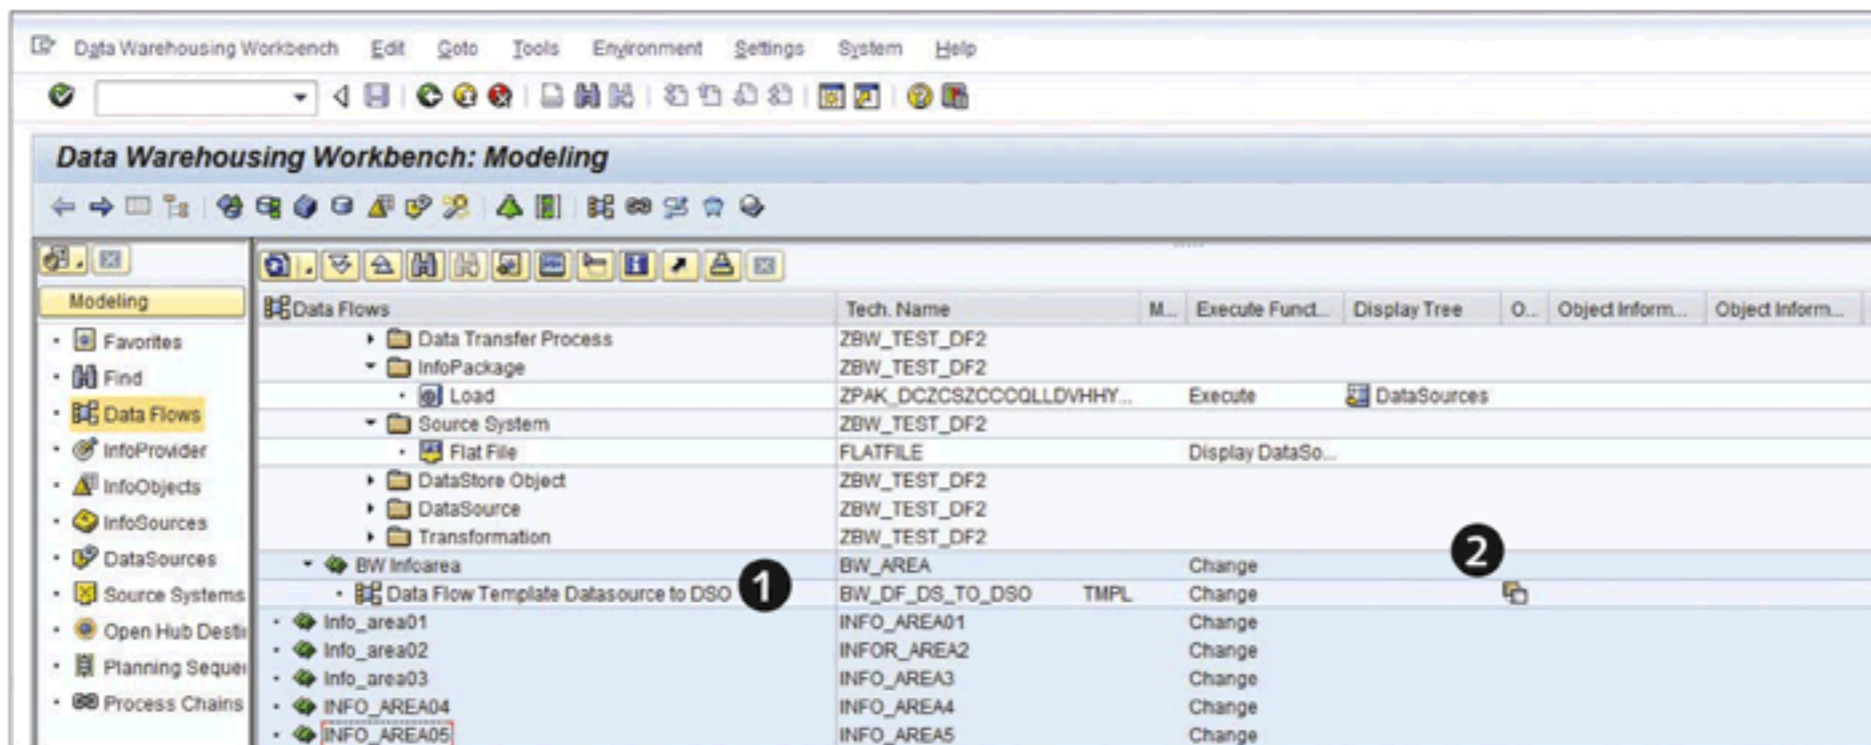 Data Warehousing Workbench Edit Goto Tools Environment Settings System Help
Data Warehousing Workbench: Modeling
Modeling
Favorites
Find
Data Flows
InfoProvider
InfoObjects
InfoSources
DataSources
Source Systems
Open Hub Desti
Planning Sequer
Process Chains
Data Flows Tech. Name M... Execute Funct... Display Tree O... Object Inform... Object Inform...
Data Transfer Process ZBW_TEST_DF2
InfoPackage ZBW_TEST_DF2
Load ZPAK_DCZCSZCCCQLLDVHHY... Execute DataSources
Source System ZBW_TEST_DF2
Flat File FLATFILE Display DataSo...
DataStore Object ZBW_TEST_DF2
DataSource ZBW_TEST_DF2
Transformation ZBW_TEST_DF2
BW Infoarea BW_AREA Change 2
Data Flow Template Datasource to DSO 1 BW_DF_DS_TO_DSO TMPL Change
Info_area01 INFO_AREA01 Change
Info_area02 INFOR_AREA2 Change
Info_area03 INFO_AREA3 Change
INFO_AREA04 INFO_AREA4 Change
INFO_AREA05 INFO_AREA5 Change